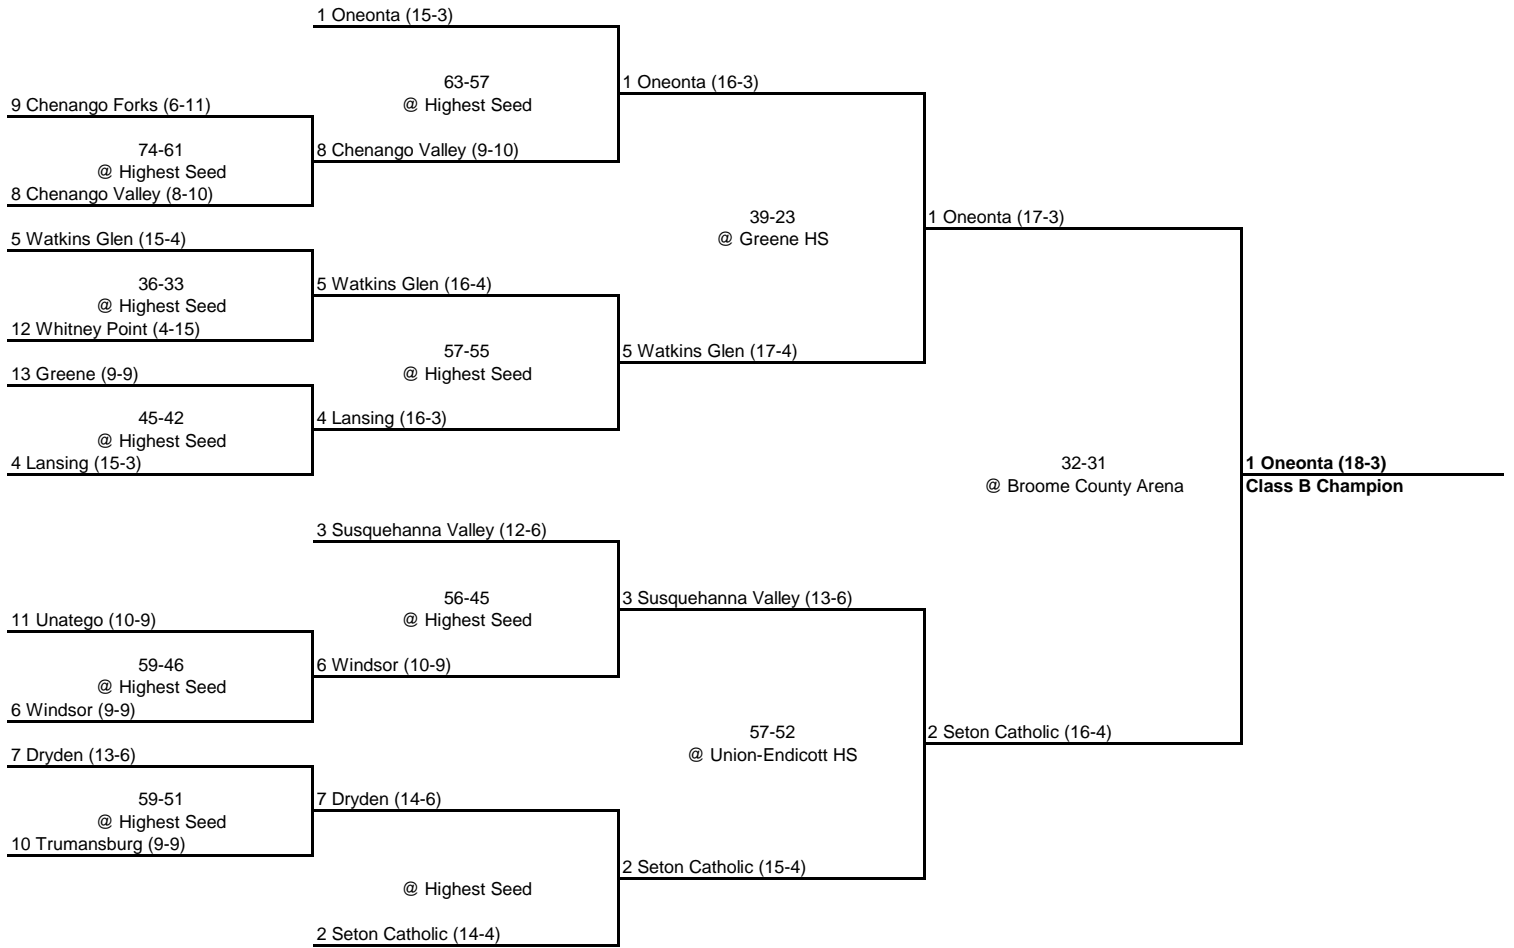 1 Oneonta (15-3)
63-57
@ Highest Seed
1 Oneonta (16-3)
9 Chenango Forks (6-11)
74-61
@ Highest Seed
8 Chenango Valley (9-10)
8 Chenango Valley (8-10)
39-23
@ Greene HS
1 Oneonta (17-3)
5 Watkins Glen (15-4)
36-33
@ Highest Seed
5 Watkins Glen (16-4)
12 Whitney Point (4-15)
57-55
@ Highest Seed
5 Watkins Glen (17-4)
13 Greene (9-9)
45-42
@ Highest Seed
4 Lansing (16-3)
4 Lansing (15-3)
32-31
@ Broome County Arena
1 Oneonta (18-3)
Class B Champion
3 Susquehanna Valley (12-6)
56-45
@ Highest Seed
3 Susquehanna Valley (13-6)
11 Unatego (10-9)
59-46
@ Highest Seed
6 Windsor (10-9)
6 Windsor (9-9)
57-52
@ Union-Endicott HS
2 Seton Catholic (16-4)
7 Dryden (13-6)
59-51
@ Highest Seed
7 Dryden (14-6)
10 Trumansburg (9-9)
@ Highest Seed
2 Seton Catholic (15-4)
2 Seton Catholic (14-4)